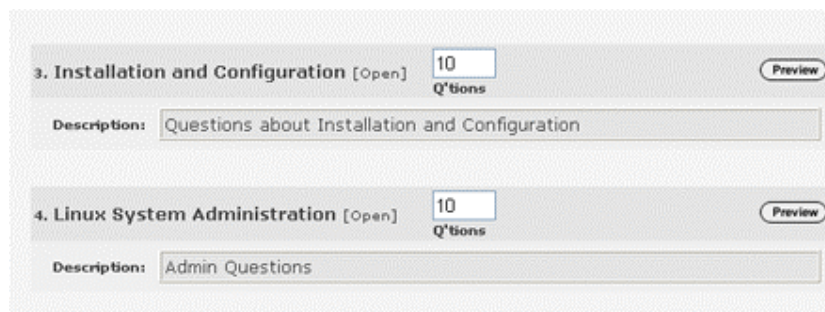 3. Installation and Configuration [Open] 10 Preview
Q'tions
Description: Questions about Installation and Configuration
4. Linux System Administration [Open] 10 Preview
Q'tions
Description: Admin Questions